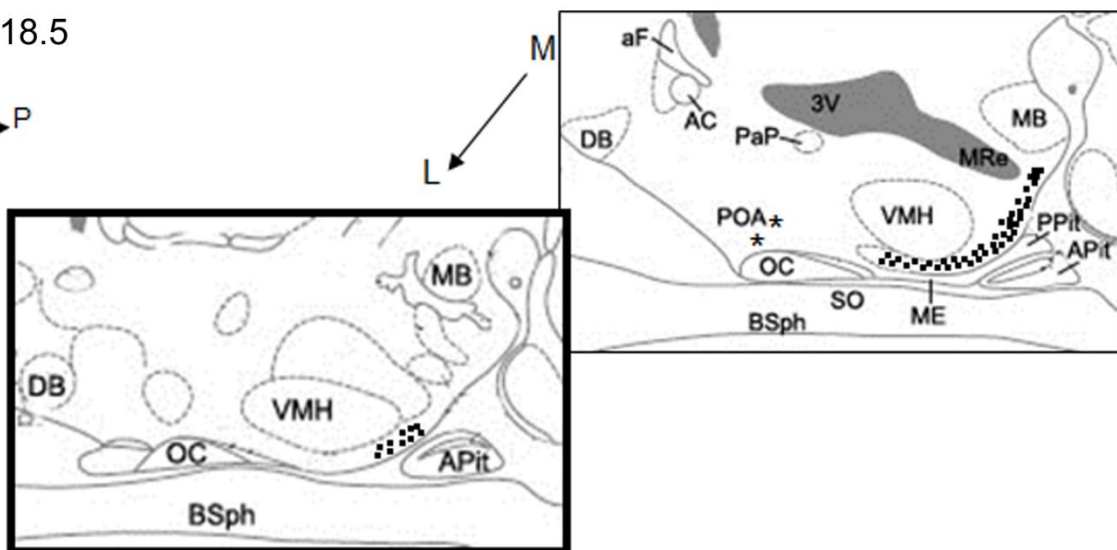 18.5
P
M
L
aF
AC
3V
MB
DB
PaP
MRe
POA
VMH
PPit
APit
OC
SO
ME
BSph
MB
DB
VMH
OC
APit
BSph